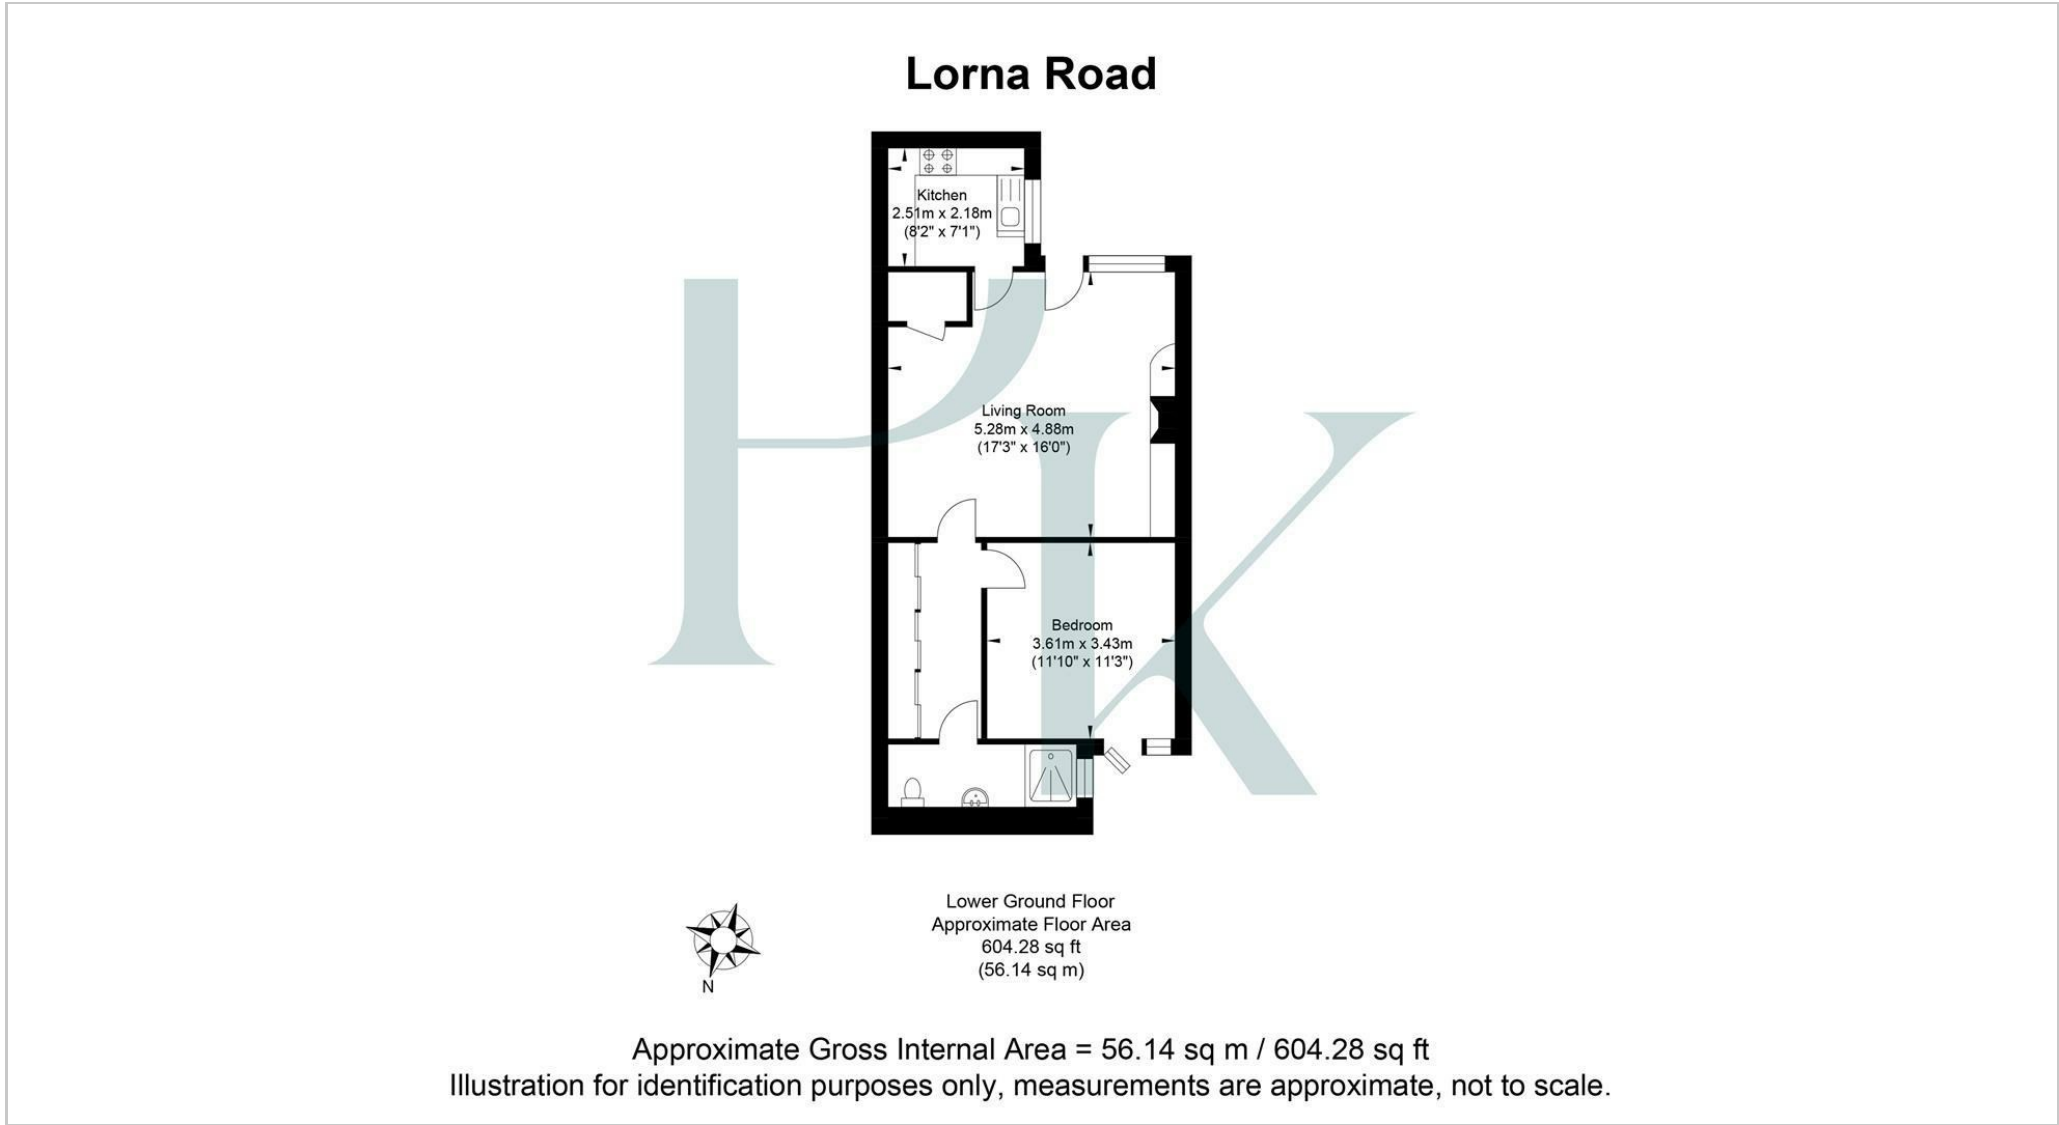 Lorna Road
Kitchen
2.51m x 2.18m
(8'2" x 7'1")
Living Room
5.28m x 4.88m
(17'3" x 16'0")
Bedroom
3.61m x 3.43m
(11'10" x 11'3")
PK
N
Lower Ground Floor
Approximate Floor Area
604.28 sq ft
(56.14 sq m)
Approximate Gross Internal Area = 56.14 sq m / 604.28 sq ft
Illustration for identification purposes only, measurements are approximate, not to scale.